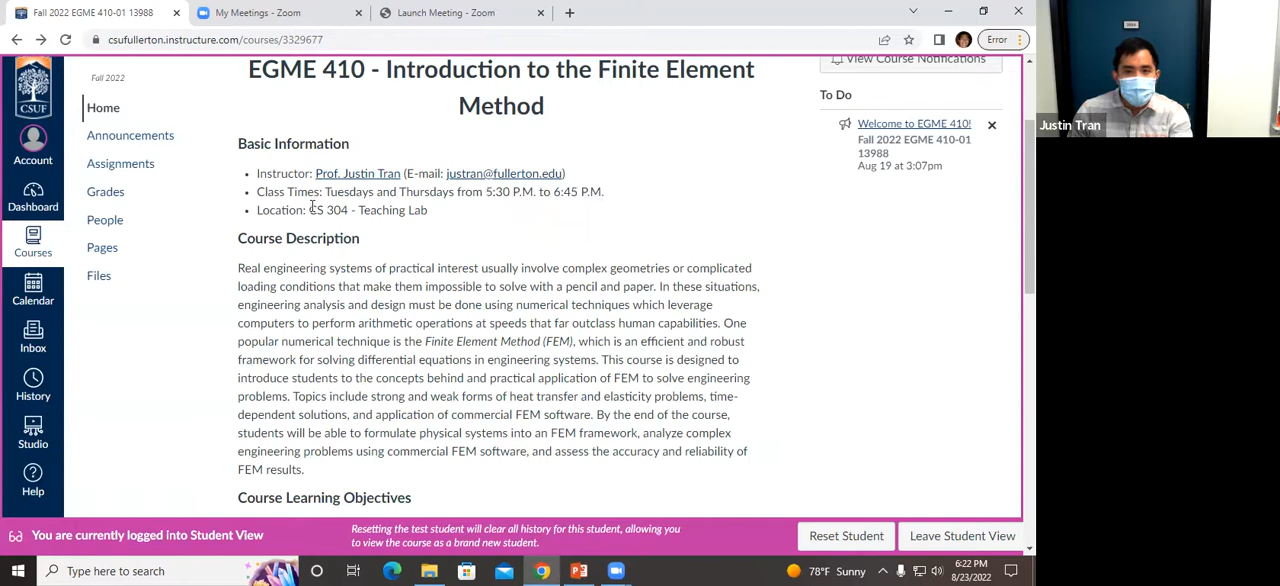 Fall 2022 EGME 410-01 13988
My Meetings - Zoom
Launch Meeting - Zoom
csufullerton.instructure.com/courses/3329677
Error
CSUF
Account
Dashboard
Courses
Calendar
Inbox
History
Studio
Help
Fall 2022
Home
Announcements
Assignments
Grades
People
Pages
Files
EGME 410 - Introduction to the Finite Element
Method
Basic Information
Instructor: Prof. Justin Tran (E-mail: justran@fullerton.edu)
Class Times: Tuesdays and Thursdays from 5:30 P.M. to 6:45 P.M.
Location: CS 304 - Teaching Lab
Course Description
Real engineering systems of practical interest usually involve complex geometries or complicated
loading conditions that make them impossible to solve with a pencil and paper. In these situations,
engineering analysis and design must be done using numerical techniques which leverage
computers to perform arithmetic operations at speeds that far outclass human capabilities. One
popular numerical technique is the Finite Element Method (FEM), which is an efficient and robust
framework for solving differential equations in engineering systems. This course is designed to
introduce students to the concepts behind and practical application of FEM to solve engineering
problems. Topics include strong and weak forms of heat transfer and elasticity problems, time-
dependent solutions, and application of commercial FEM software. By the end of the course,
students will be able to formulate physical systems into an FEM framework, analyze complex
engineering problems using commercial FEM software, and assess the accuracy and reliability of
FEM results.
Course Learning Objectives
View Course Notifications
To Do
Welcome to EGME 410!
Fall 2022 EGME 410-01
13988
Aug 19 at 3:07pm
Justin Tran
You are currently logged into Student View
Resetting the test student will clear all history for this student, allowing you
to view the course as a brand new student.
Reset Student
Leave Student View
Type here to search
78°F Sunny
6:22 PM
8/23/2022